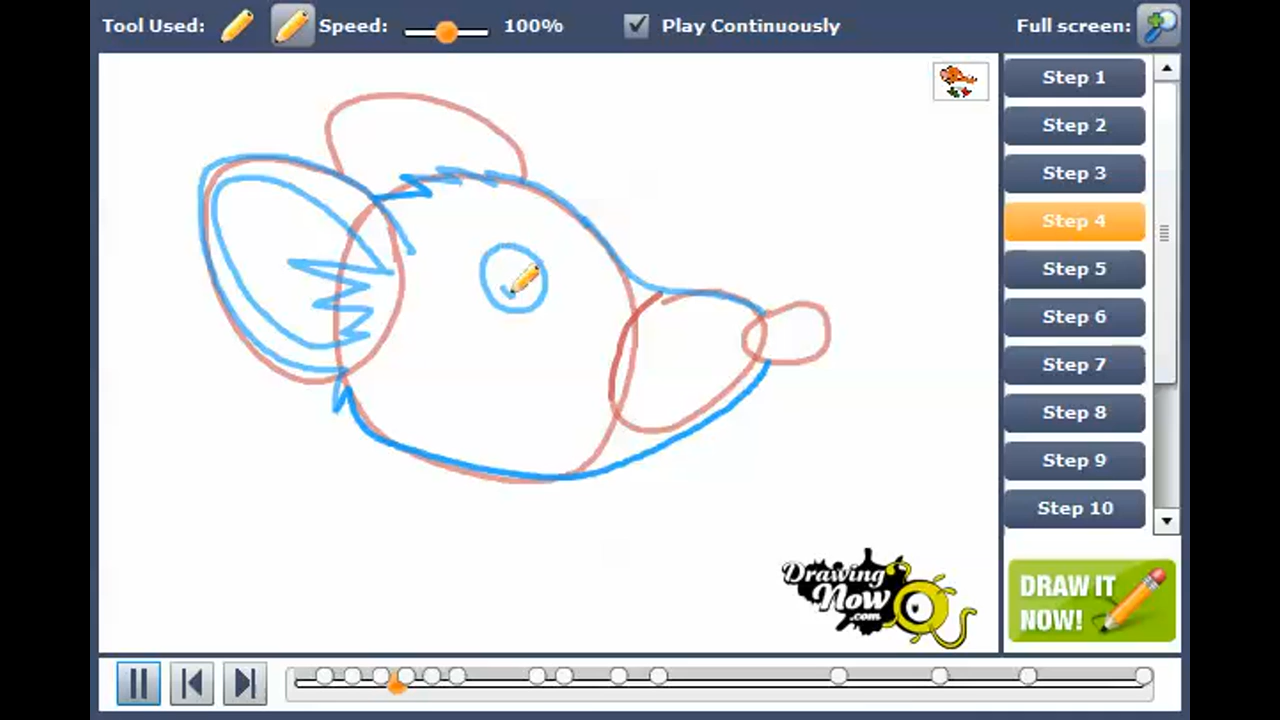 Tool Used:
Speed:
100%
Play Continuously
Full screen:
Step 1
Step 2
Step 3
Step 4
Step 5
Step 6
Step 7
Step 8
Step 9
Step 10
Drawing
Now
.com
DRAW IT
NOW!